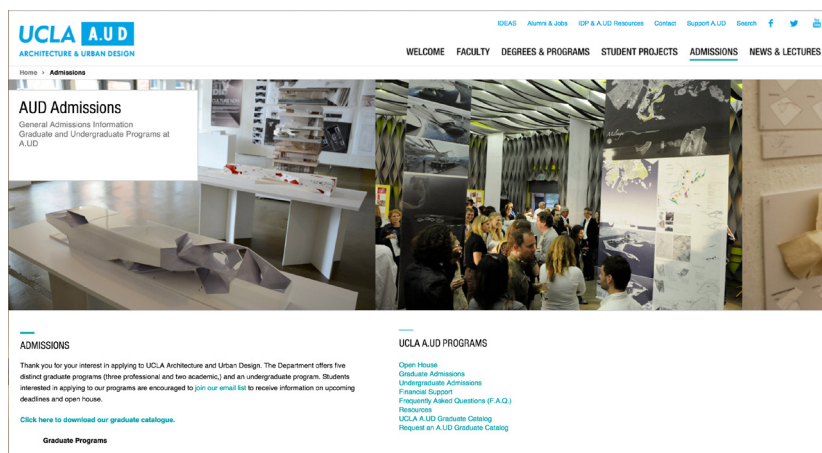 UCLA A.UD
ARCHITECTURE & URBAN DESIGN
IDEAS Alumni & Jobs IDP & A.UD Resources Contact Support A.UD Search
WELCOME FACULTY DEGREES & PROGRAMS STUDENT PROJECTS ADMISSIONS NEWS & LECTURES
Home > Admissions
AUD Admissions
General Admissions Information
Graduate and Undergraduate Programs at
A.UD
ADMISSIONS
Thank you for your interest in applying to UCLA Architecture and Urban Design. The Department offers five
distinct graduate programs (three professional and two academic,) and an undergraduate program. Students
interested in applying to our programs are encouraged to join our email list to receive information on upcoming
deadlines and open house.
Click here to download our graduate catalogue.
Graduate Programs
UCLA A.UD PROGRAMS
Open House
Graduate Admissions
Undergraduate Admissions
Financial Support
Frequently Asked Questions (F.A.Q.)
Resources
UCLA A.UD Graduate Catalog
Request an A.UD Graduate Catalog